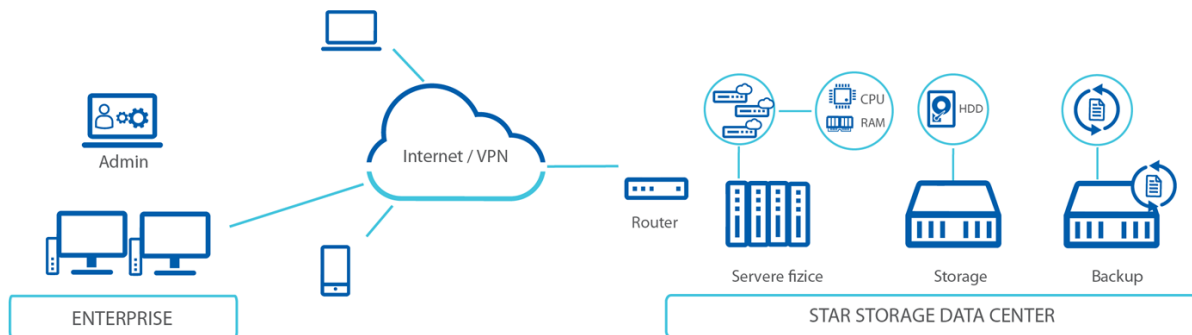 Admin
ENTERPRISE
Internet / VPN
Router
CPU
RAM
HDD
Servere fizice
Storage
Backup
STAR STORAGE DATA CENTER